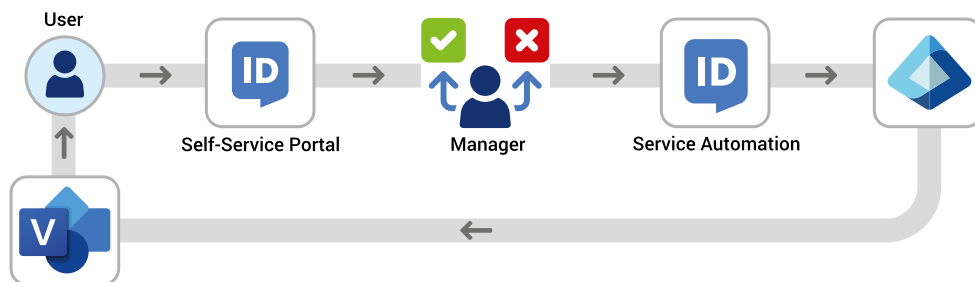 User
ID
ID
Self-Service Portal
Manager
Service Automation
V